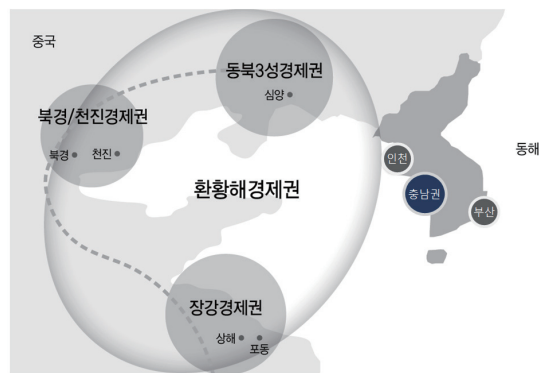 중국
동북3성경제권
심양
북경/천진경제권
북경
천진
동해
인천
환황해경제권
충남권
부산
장강경제권
상해
포동